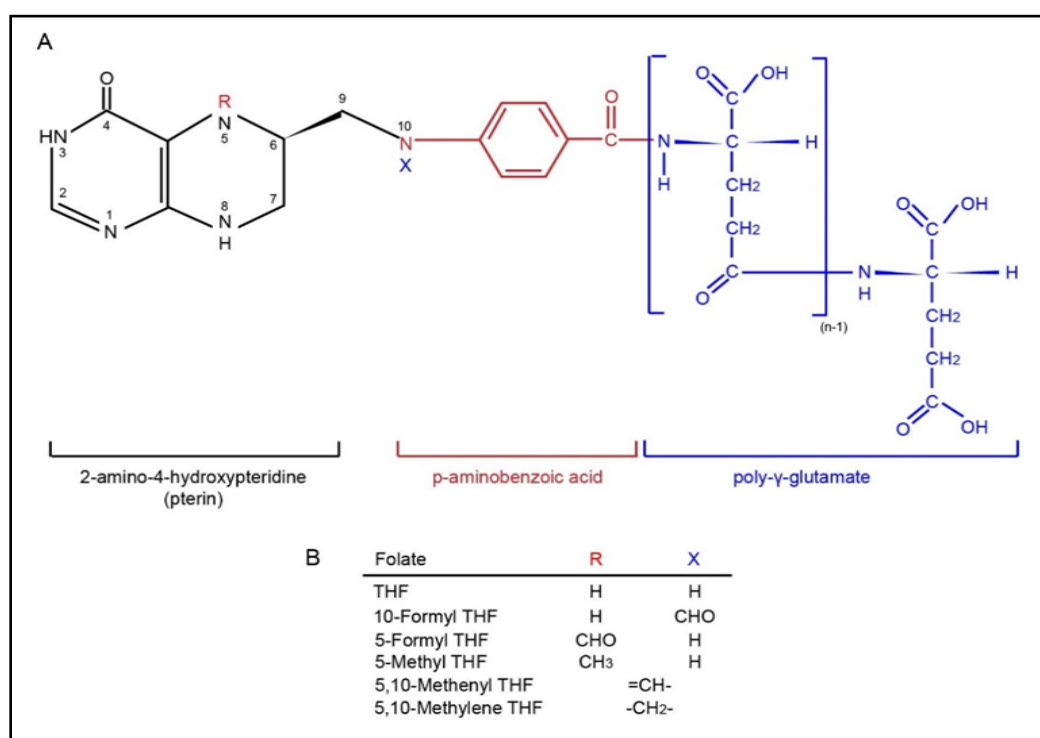 A
O
O
OH
C
O
R
4
9
10
HN
3
N
5
6
N
X
C
N
H
C
H
2
1
N
8
N
H
7
CH2
CH2
O
C
(n-1)
N
H
O
OH
C
C
H
CH2
CH2
C
O
OH
2-amino-4-hydroxypteridine
(pterin)
p-aminobenzoic acid
poly-γ-glutamate
B
Folate R X
THF H H
10-Formyl THF H CHO
5-Formyl THF CHO H
5-Methyl THF CH3 H
5,10-Methenyl THF =CH-
5,10-Methylene THF -CH2-